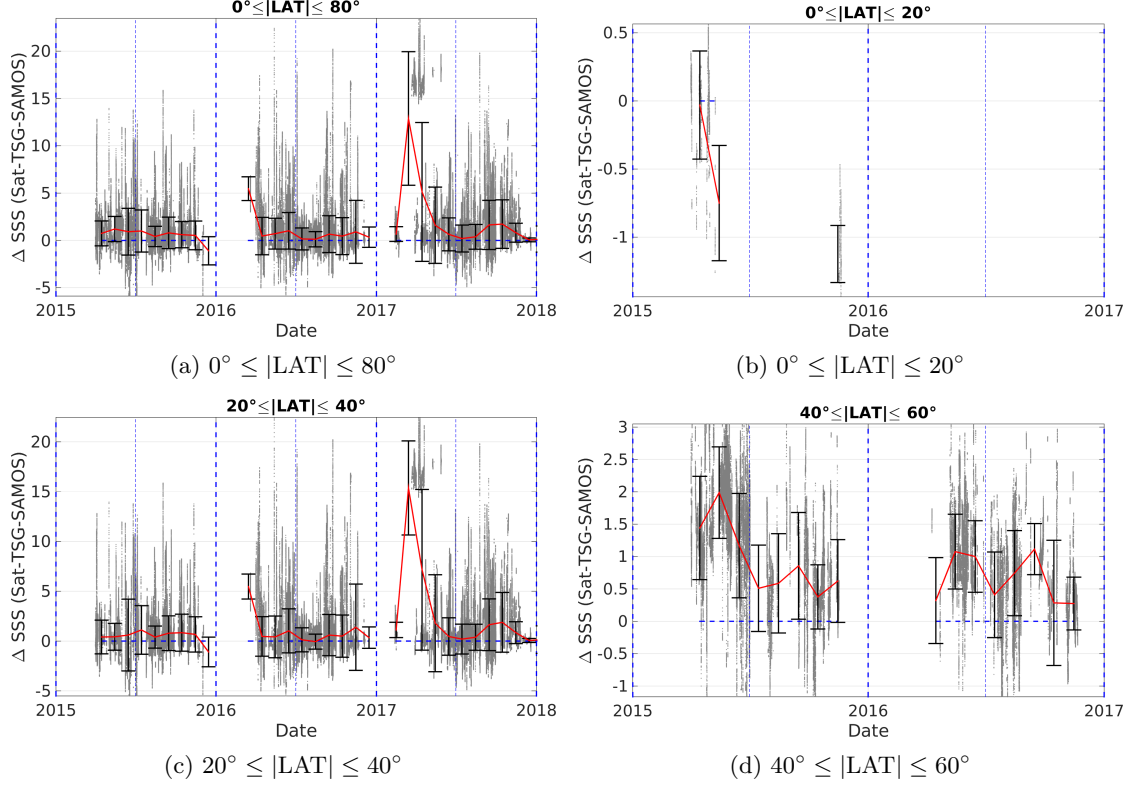 0°≤|LAT|≤ 80°
Δ SSS (Sat-TSG-SAMOS)
20
15
10
5
0
-5
2015
2016
2017
2018
Date
(a) 0° ≤ |LAT| ≤ 80°
0°≤|LAT|≤ 20°
Δ SSS (Sat-TSG-SAMOS)
0.5
0
-0.5
-1
2015
2016
2017
Date
(b) 0° ≤ |LAT| ≤ 20°
20°≤|LAT|≤ 40°
Δ SSS (Sat-TSG-SAMOS)
20
15
10
5
0
-5
2015
2016
2017
2018
Date
(c) 20° ≤ |LAT| ≤ 40°
40°≤|LAT|≤ 60°
Δ SSS (Sat-TSG-SAMOS)
3
2.5
2
1.5
1
0.5
0
-0.5
-1
2015
2016
2017
Date
(d) 40° ≤ |LAT| ≤ 60°